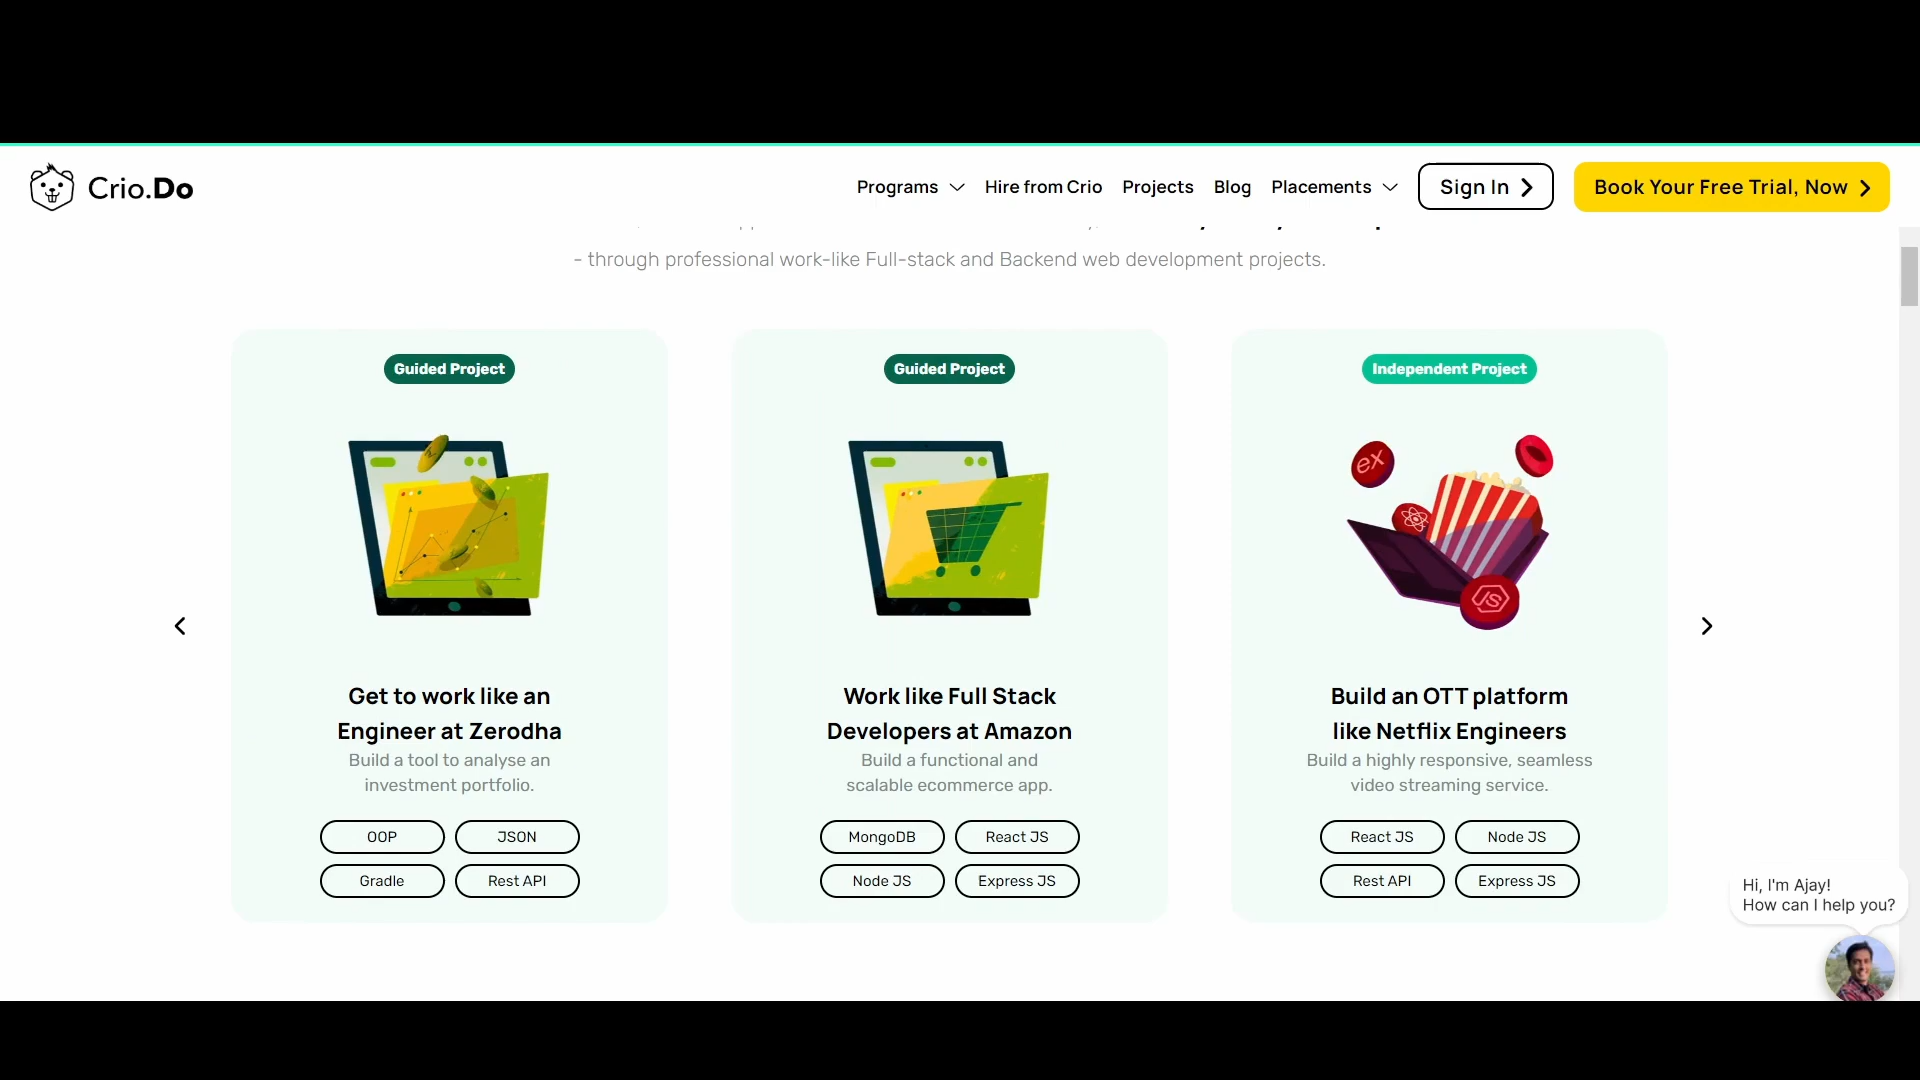 Crio.Do
Programs
Hire from Crio
Projects
Blog
Placements
Sign In
Book Your Free Trial, Now
- through professional work-like Full-stack and Backend web development projects.
Guided Project
Get to work like an
Engineer at Zerodha
Build a tool to analyse an
investment portfolio.
OOP
JSON
Gradle
Rest API
Guided Project
Work like Full Stack
Developers at Amazon
Build a functional and
scalable ecommerce app.
MongoDB
React JS
Node JS
Express JS
Independent Project
ex
JS
Build an OTT platform
like Netflix Engineers
Build a highly responsive, seamless
video streaming service.
React JS
Node JS
Rest API
Express JS
Hi, I'm Ajay!
How can I help you?